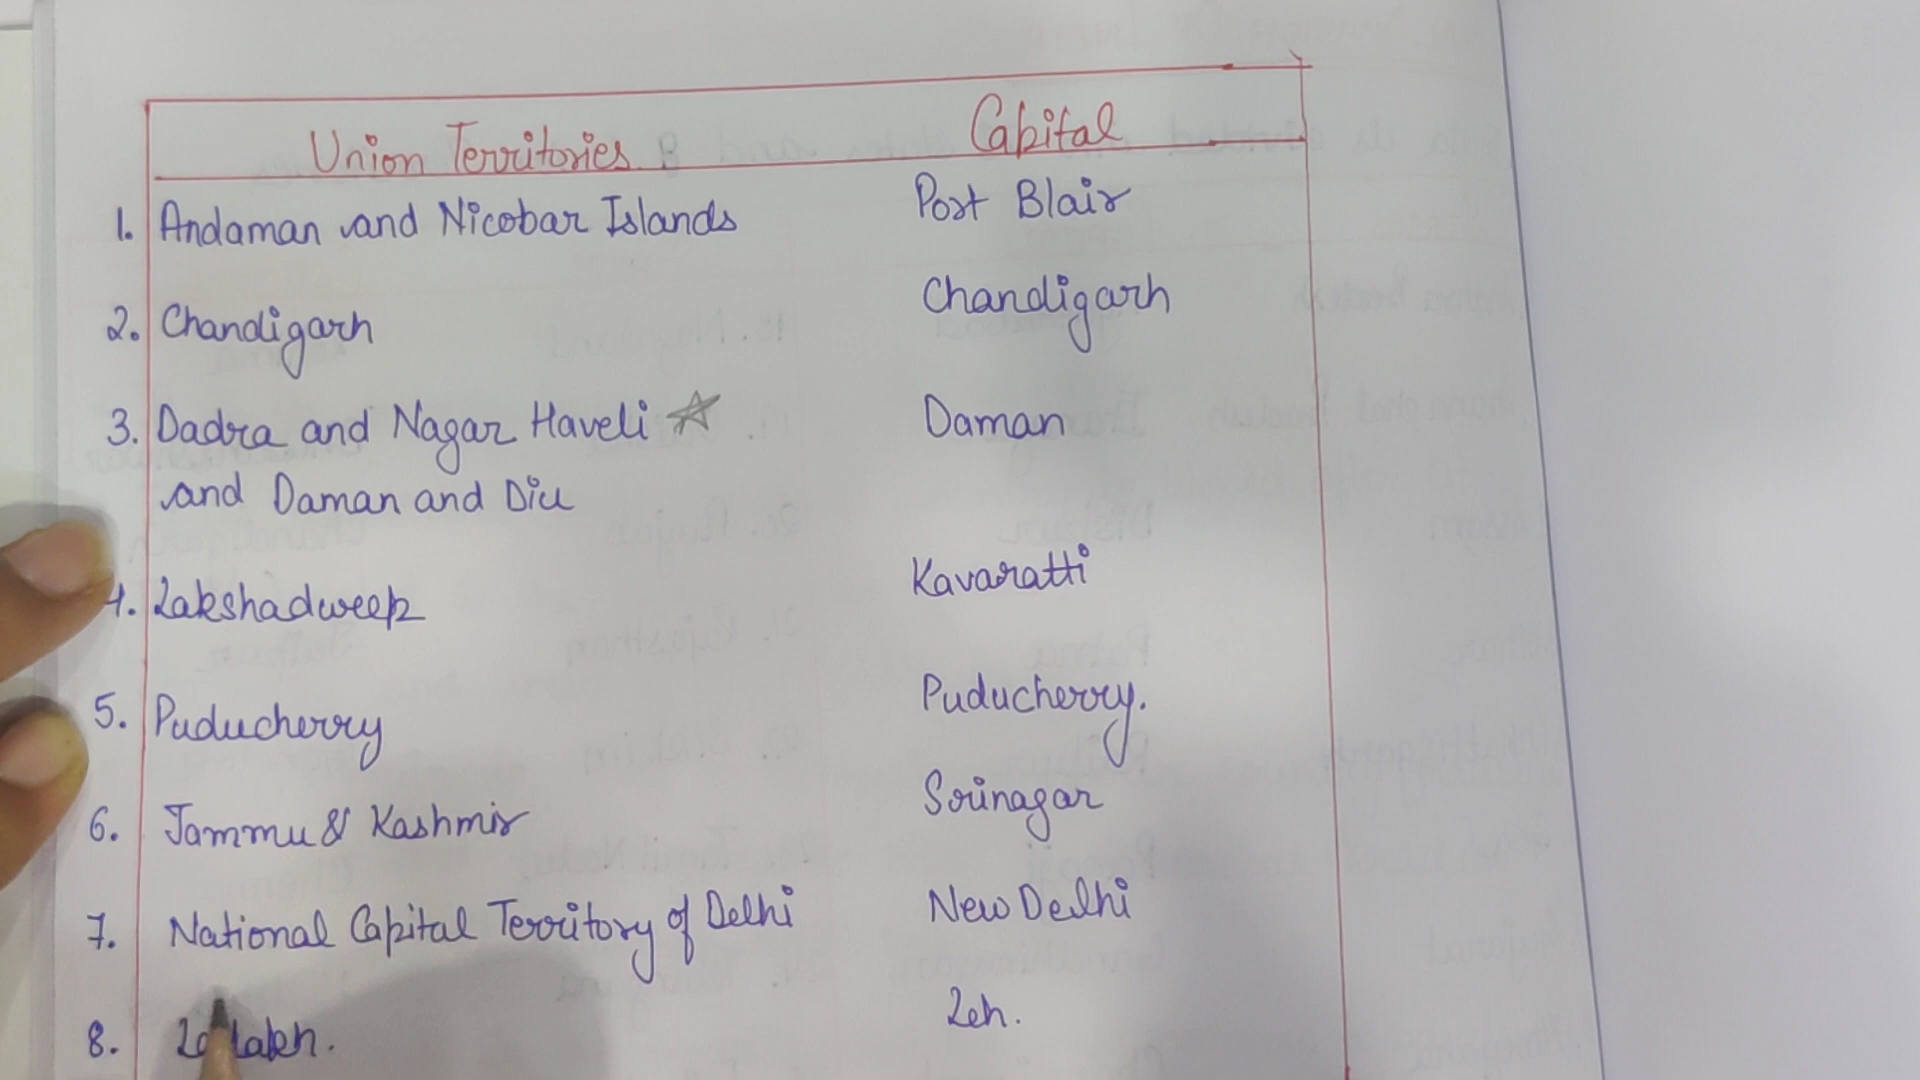 Union Territories Capital
1. Andaman and Nicobar Islands Port Blair
2. Chandigarh Chandigarh
3. Dadra and Nagar Haveli Daman
and Daman and Diu
4. Lakshadweep Kavaratti
5. Puducherry Puducherry.
6. Jammu & Kashmir Srinagar
7. National Capital Territory of Delhi New Delhi
8. Leh.